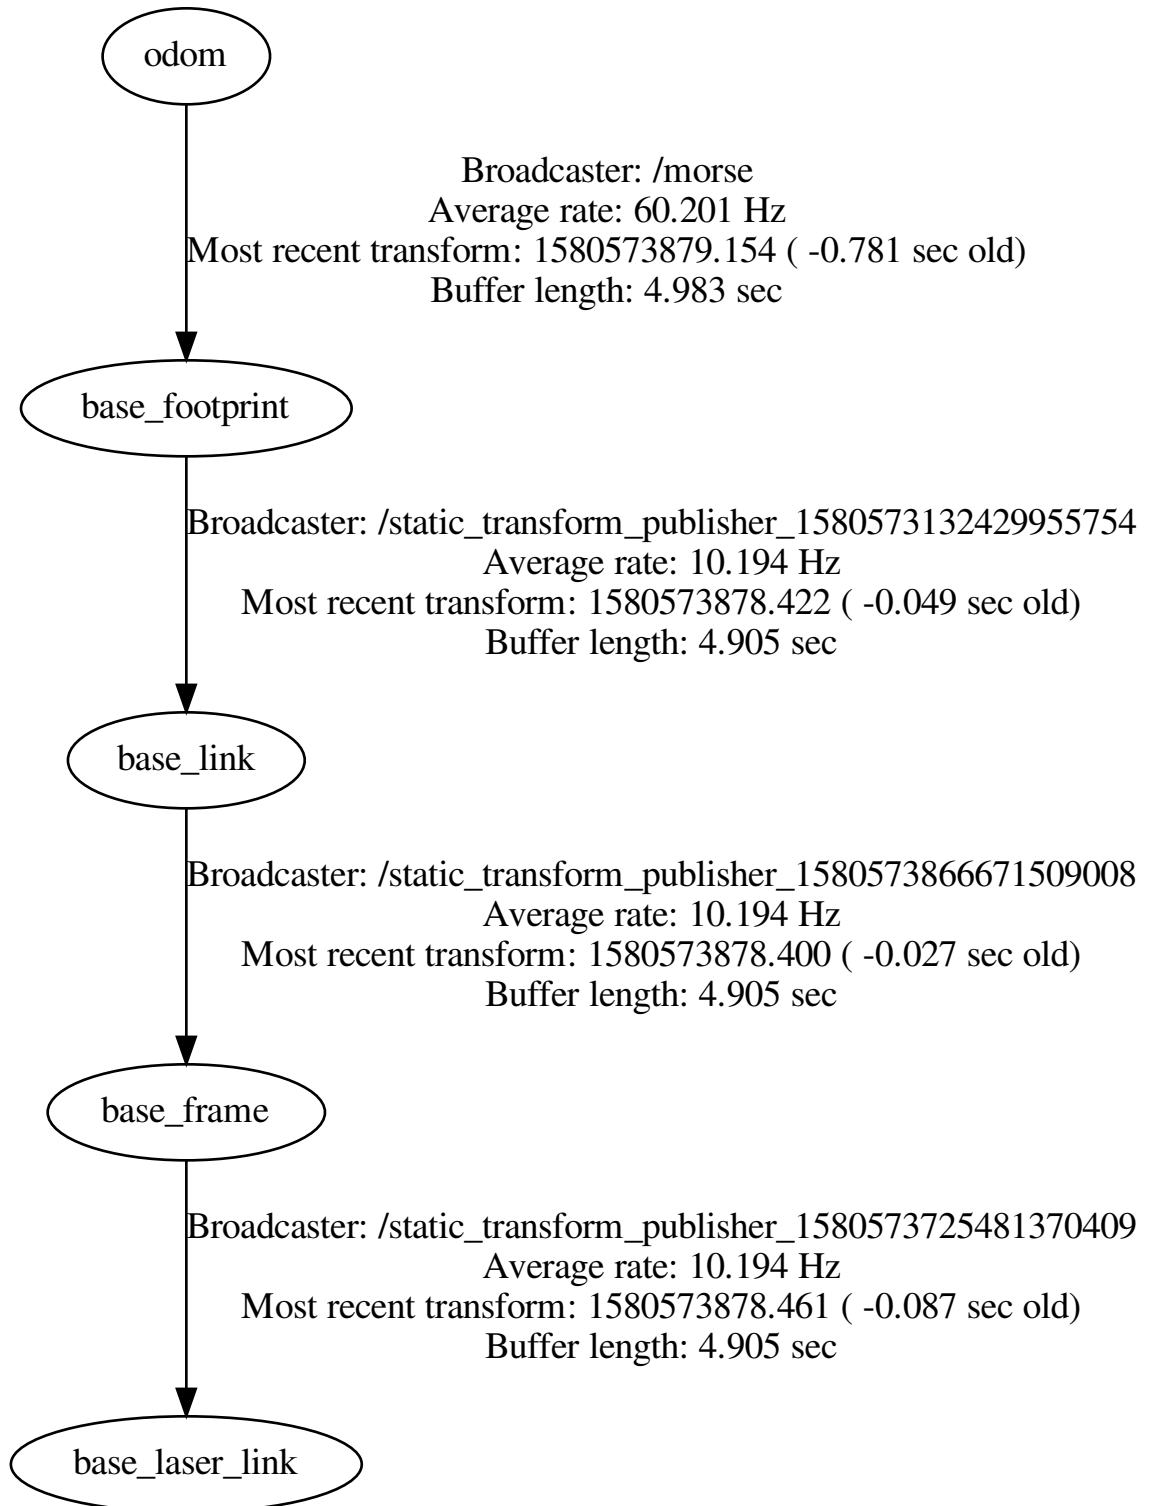 odom
Broadcaster: /morse
Average rate: 60.201 Hz
Most recent transform: 1580573879.154 ( -0.781 sec old)
Buffer length: 4.983 sec
base_footprint
Broadcaster: /static_transform_publisher_1580573132429955754
Average rate: 10.194 Hz
Most recent transform: 1580573878.422 ( -0.049 sec old)
Buffer length: 4.905 sec
base_link
Broadcaster: /static_transform_publisher_1580573866671509008
Average rate: 10.194 Hz
Most recent transform: 1580573878.400 ( -0.027 sec old)
Buffer length: 4.905 sec
base_frame
Broadcaster: /static_transform_publisher_1580573725481370409
Average rate: 10.194 Hz
Most recent transform: 1580573878.461 ( -0.087 sec old)
Buffer length: 4.905 sec
base_laser_link